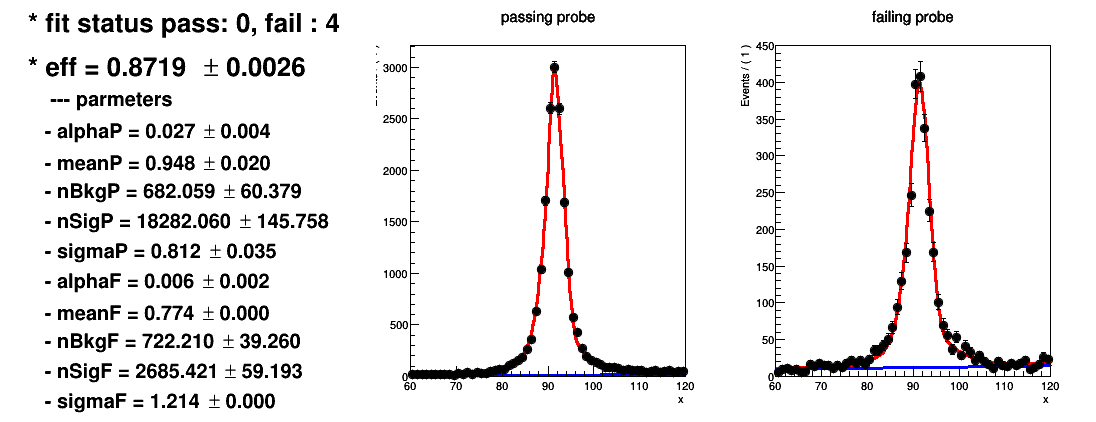 * fit status pass: 0, fail : 4
* eff = 0.8719 ± 0.0026
--- parmeters
- alphaP = 0.027 ± 0.004
- meanP = 0.948 ± 0.020
- nBkgP = 682.059 ± 60.379
- nSigP = 18282.060 ± 145.758
- sigmaP = 0.812 ± 0.035
- alphaF = 0.006 ± 0.002
- meanF = 0.774 ± 0.000
- nBkgF = 722.210 ± 39.260
- nSigF = 2685.421 ± 59.193
- sigmaF = 1.214 ± 0.000
passing probe
3000
2500
2000
1500
1000
500
0
60 70 80 90 100 110 120
x
failing probe
Events / ( 1 )
450
400
350
300
250
200
150
100
50
0
60 70 80 90 100 110 120
x